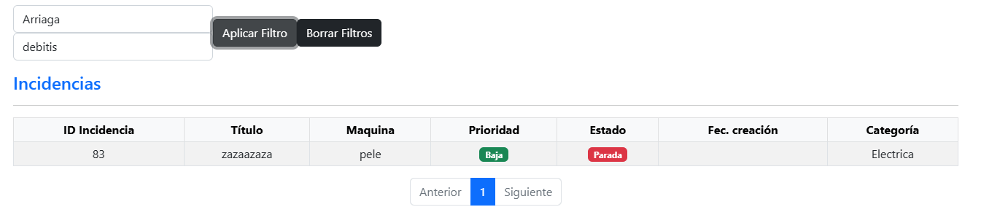 Arriaga
debitis
Aplicar Filtro Borrar Filtros
Incidencias
ID Incidencia Título Maquina Prioridad Estado Fec. creación Categoría
83 zazaazaza pele Baja Parada Electrica
Anterior 1 Siguiente